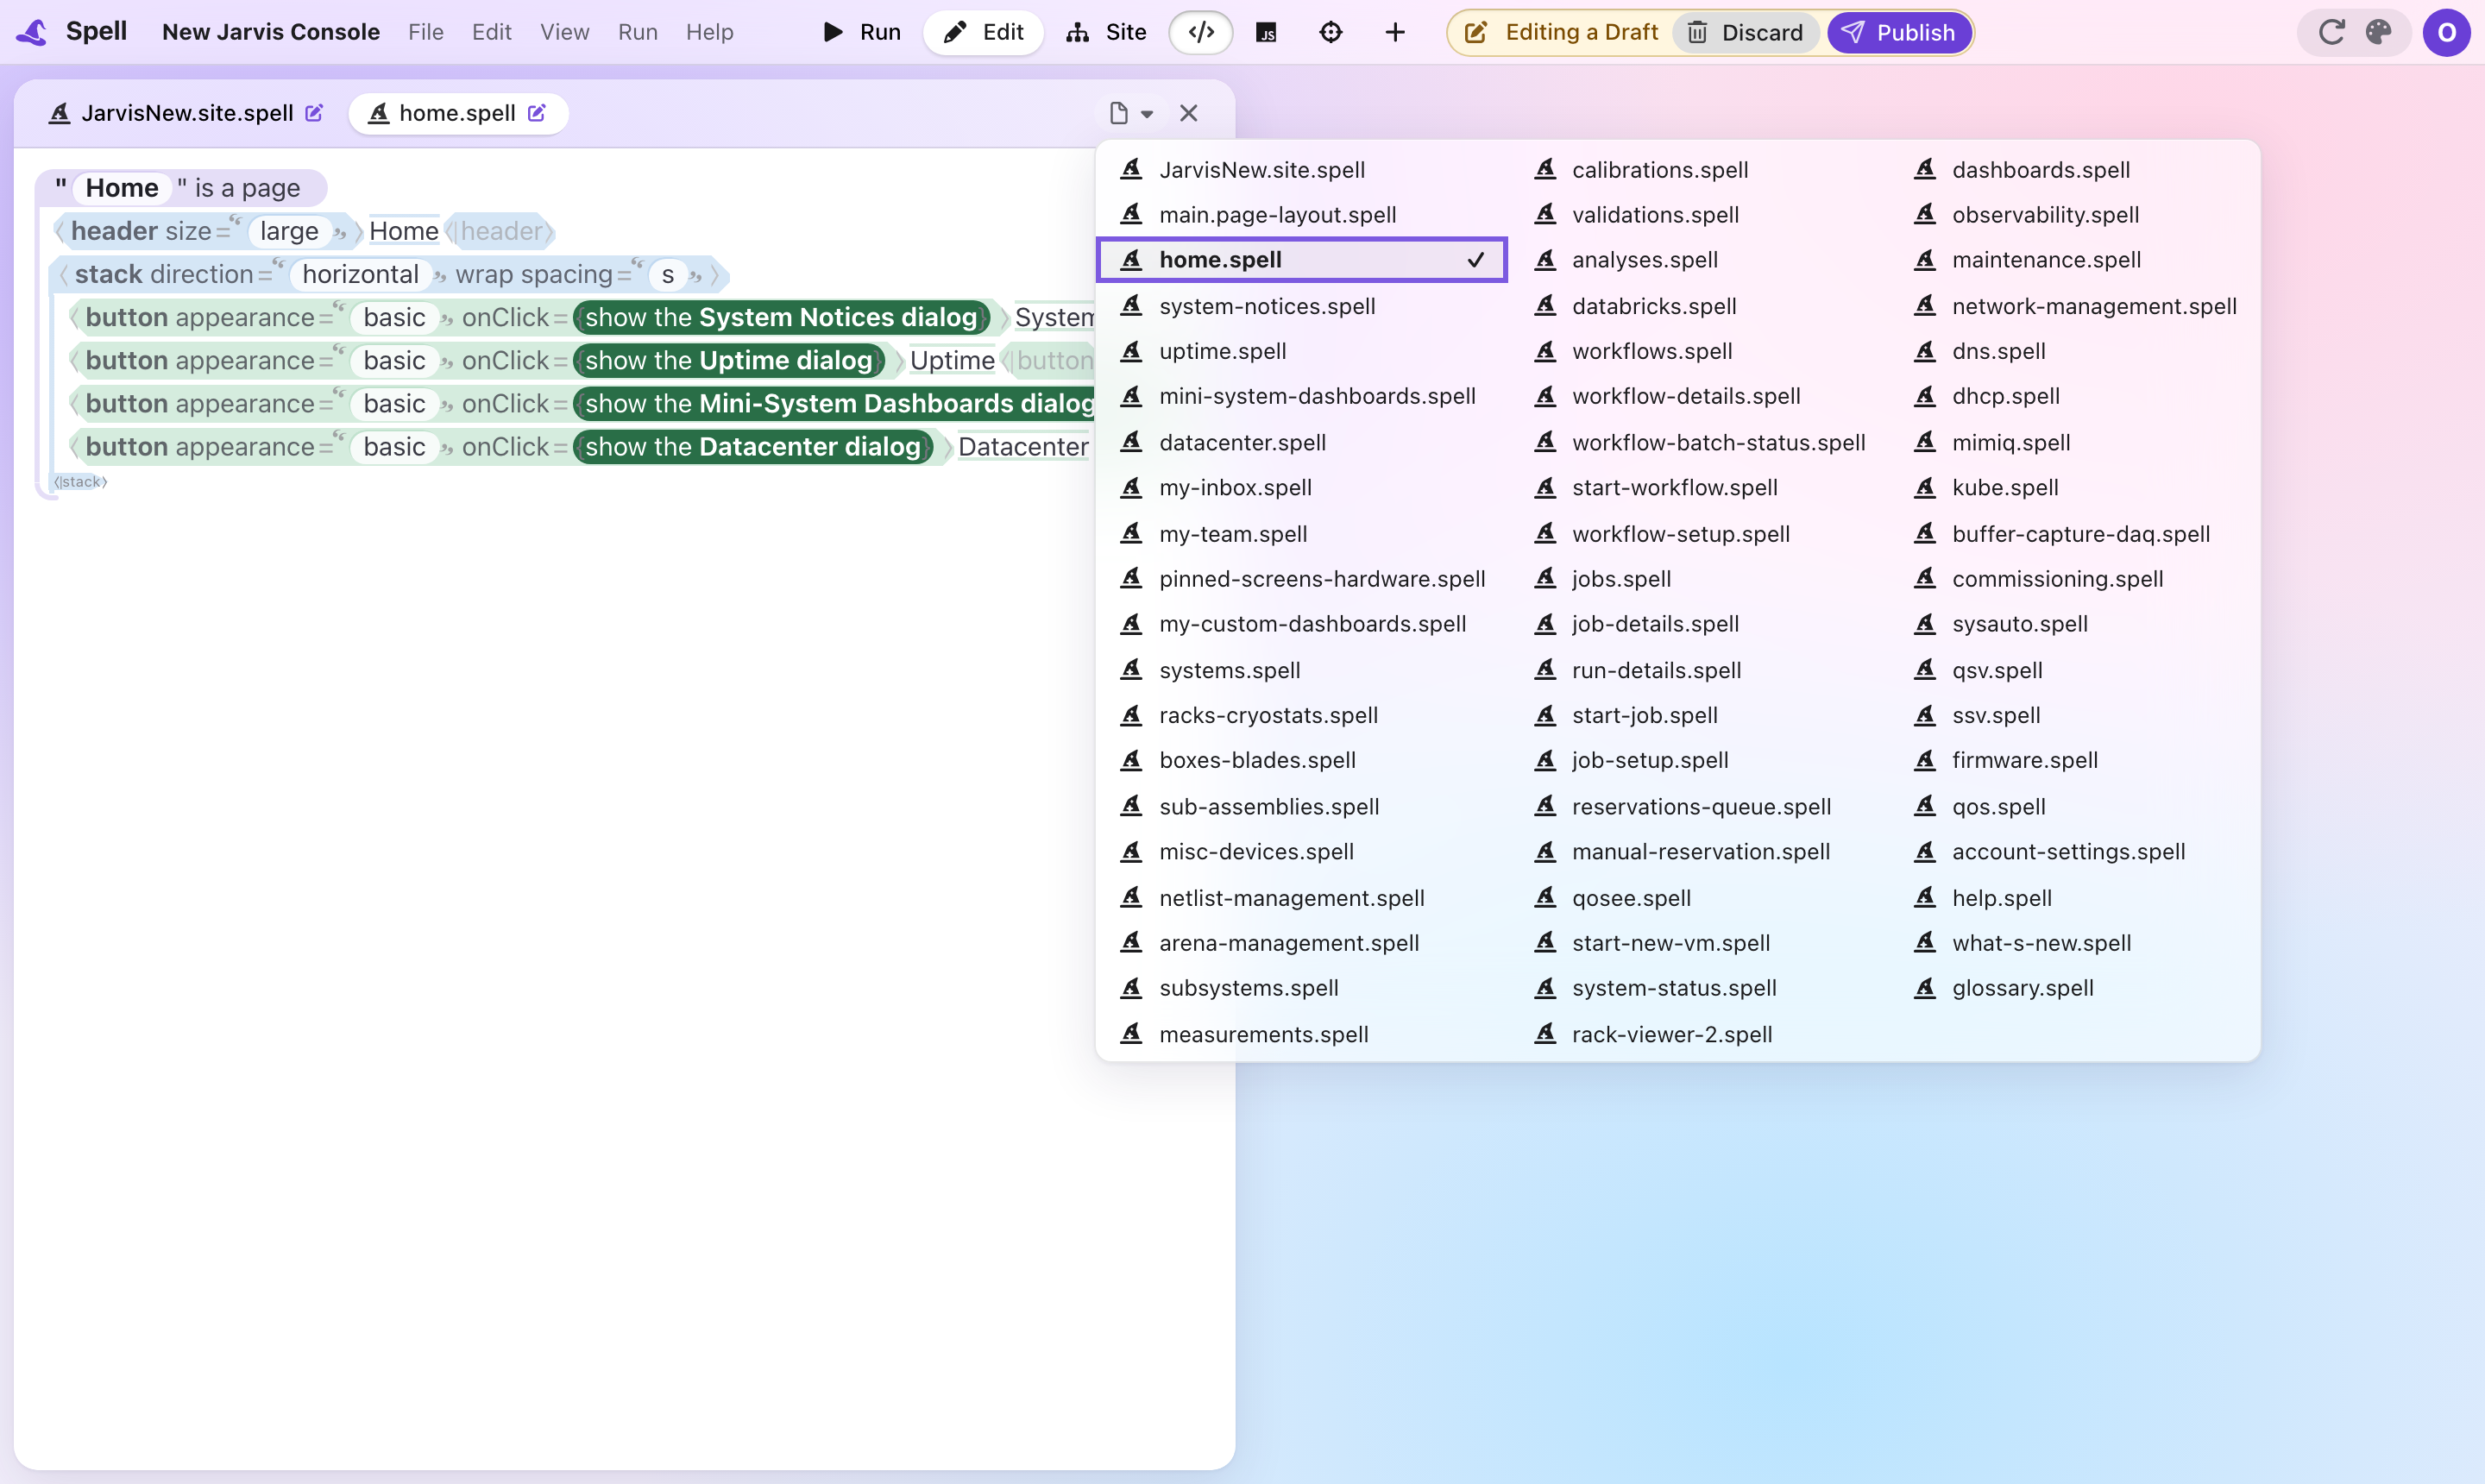 Spell New Jarvis Console File Edit View Run Help Run Edit Site </> JS Editing a Draft Discard Publish O
JarvisNew.site.spell home.spell
" Home " is a page
header size=“ large ” Home header
stack direction=“ horizontal ” wrap spacing=“ s ”
button appearance=“ basic ” onClick={show the System Notices dialog} System
button appearance=“ basic ” onClick={show the Uptime dialog} Uptime button
button appearance=“ basic ” onClick={show the Mini-System Dashboards dialog
button appearance=“ basic ” onClick={show the Datacenter dialog} Datacenter
stack
JarvisNew.site.spell
main.page-layout.spell
home.spell
system-notices.spell
uptime.spell
mini-system-dashboards.spell
datacenter.spell
my-inbox.spell
my-team.spell
pinned-screens-hardware.spell
my-custom-dashboards.spell
systems.spell
racks-cryostats.spell
boxes-blades.spell
sub-assemblies.spell
misc-devices.spell
netlist-management.spell
arena-management.spell
subsystems.spell
measurements.spell
calibrations.spell
validations.spell
analyses.spell
databricks.spell
workflows.spell
workflow-details.spell
workflow-batch-status.spell
start-workflow.spell
workflow-setup.spell
jobs.spell
job-details.spell
run-details.spell
start-job.spell
job-setup.spell
reservations-queue.spell
manual-reservation.spell
qosee.spell
start-new-vm.spell
system-status.spell
rack-viewer-2.spell
dashboards.spell
observability.spell
maintenance.spell
network-management.spell
dns.spell
dhcp.spell
mimiq.spell
kube.spell
buffer-capture-daq.spell
commissioning.spell
sysauto.spell
qsv.spell
ssv.spell
firmware.spell
qos.spell
account-settings.spell
help.spell
what-s-new.spell
glossary.spell